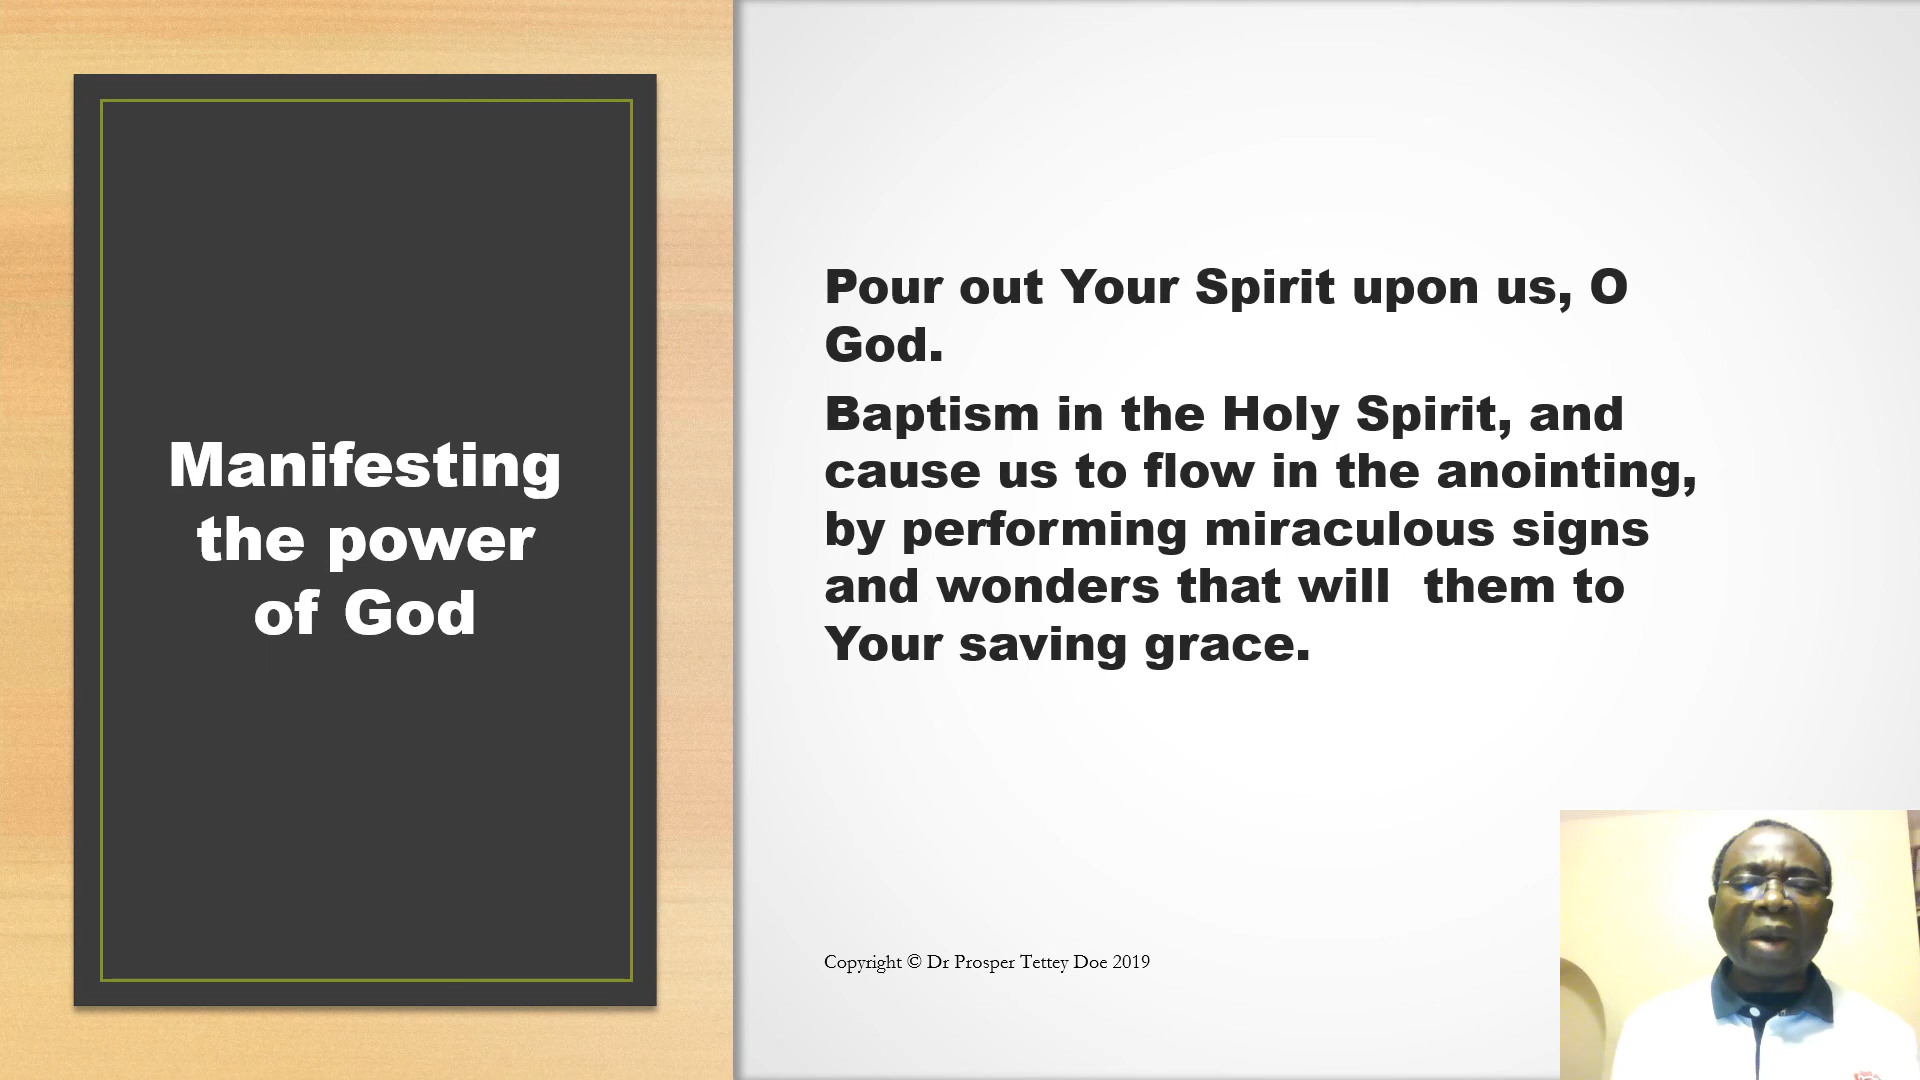 Manifesting
the power
of God
Pour out Your Spirit upon us, O
God.
Baptism in the Holy Spirit, and
cause us to flow in the anointing,
by performing miraculous signs
and wonders that will  them to
Your saving grace.
Copyright © Dr Prosper Tettey Doe 2019